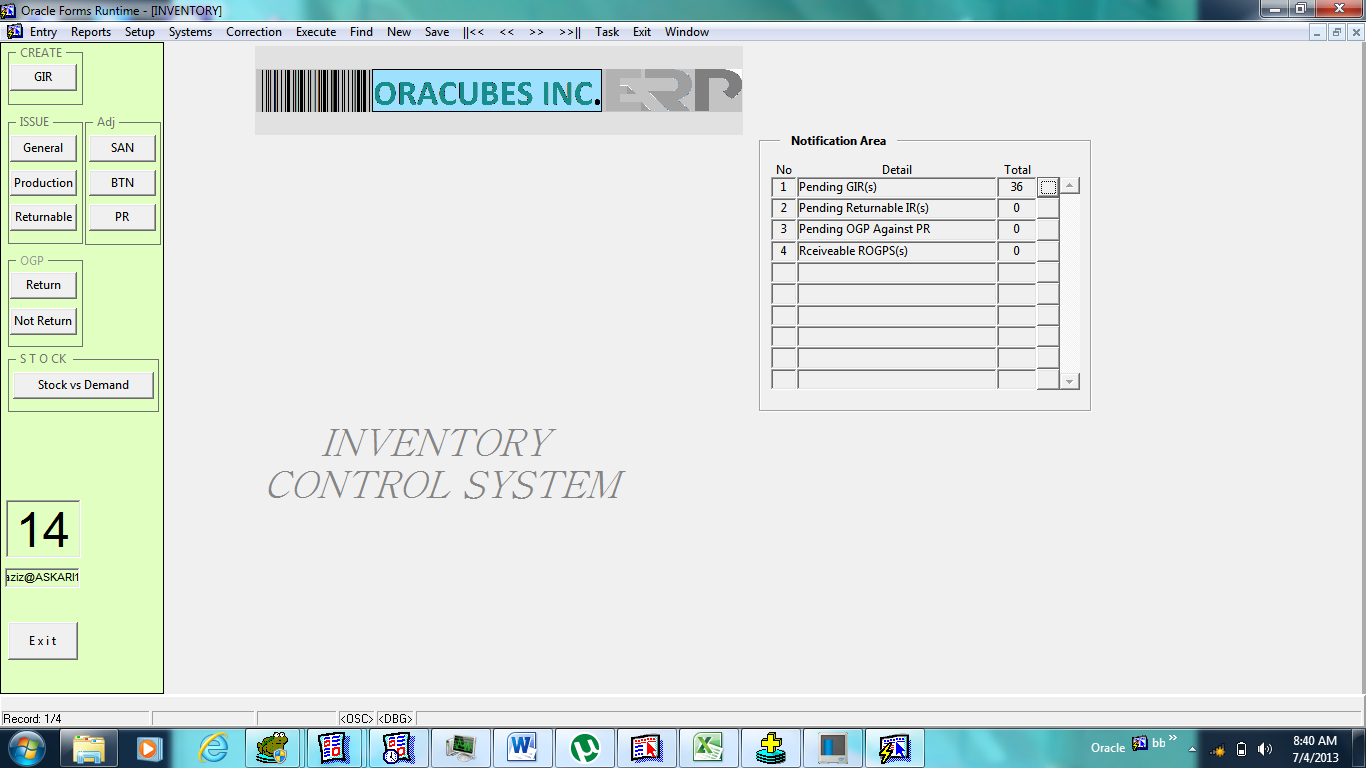 Oracle Forms Runtime - [INVENTORY]
Entry Reports Setup Systems Correction Execute Find New Save ||<< << >> >>|| Task Exit Window
CREATE
GIR
ISSUE
General
Production
Returnable
Adj
SAN
BTN
PR
OGP
Return
Not Return
S T O C K
Stock vs Demand
14
aziz@ASKARI1
E x i t
ORACUBES INC. ERP
INVENTORY
CONTROL SYSTEM
Notification Area
No Detail Total
1 Pending GIR(s) 36
2 Pending Returnable IR(s) 0
3 Pending OGP Against PR 0
4 Rceiveable ROGPS(s) 0
Record: 1/4 <OSC> <DBG>
Oracle bb
8:40 AM
7/4/2013